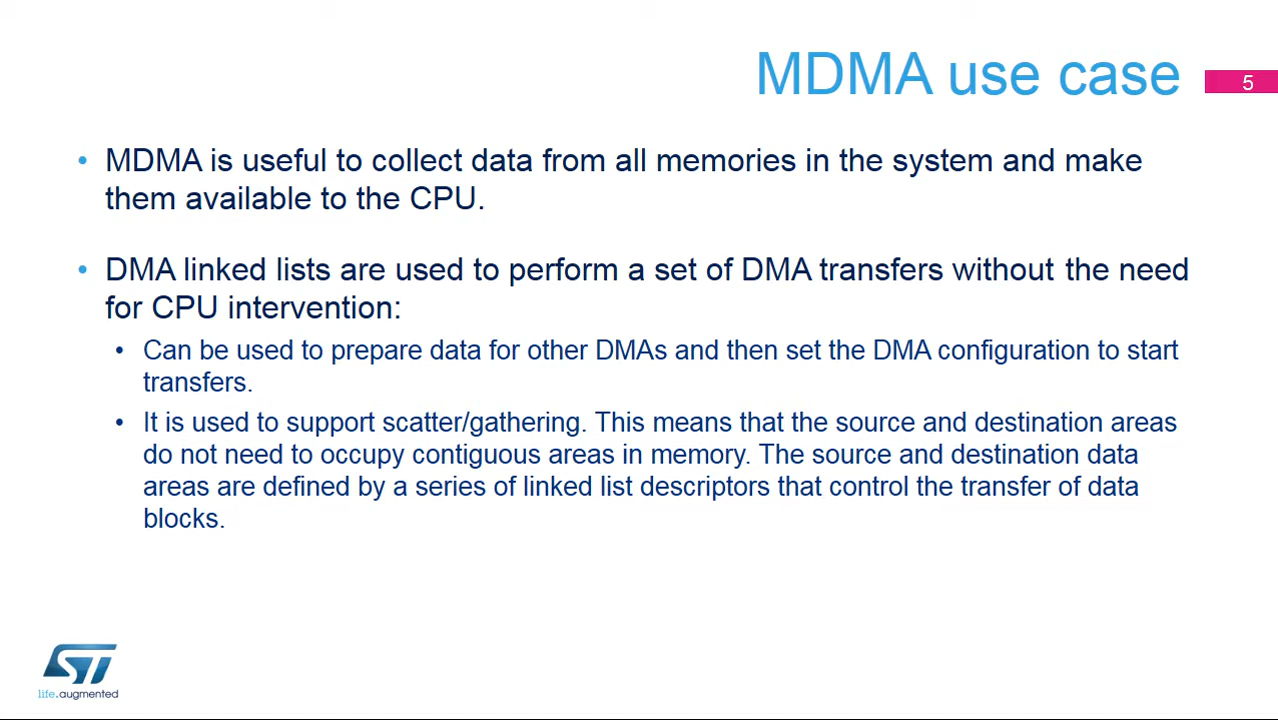 MDMA use case
5
• MDMA is useful to collect data from all memories in the system and make
them available to the CPU.
• DMA linked lists are used to perform a set of DMA transfers without the need
for CPU intervention:
• Can be used to prepare data for other DMAs and then set the DMA configuration to start
transfers.
• It is used to support scatter/gathering. This means that the source and destination areas
do not need to occupy contiguous areas in memory. The source and destination data
areas are defined by a series of linked list descriptors that control the transfer of data
blocks.
ST
life.augmented